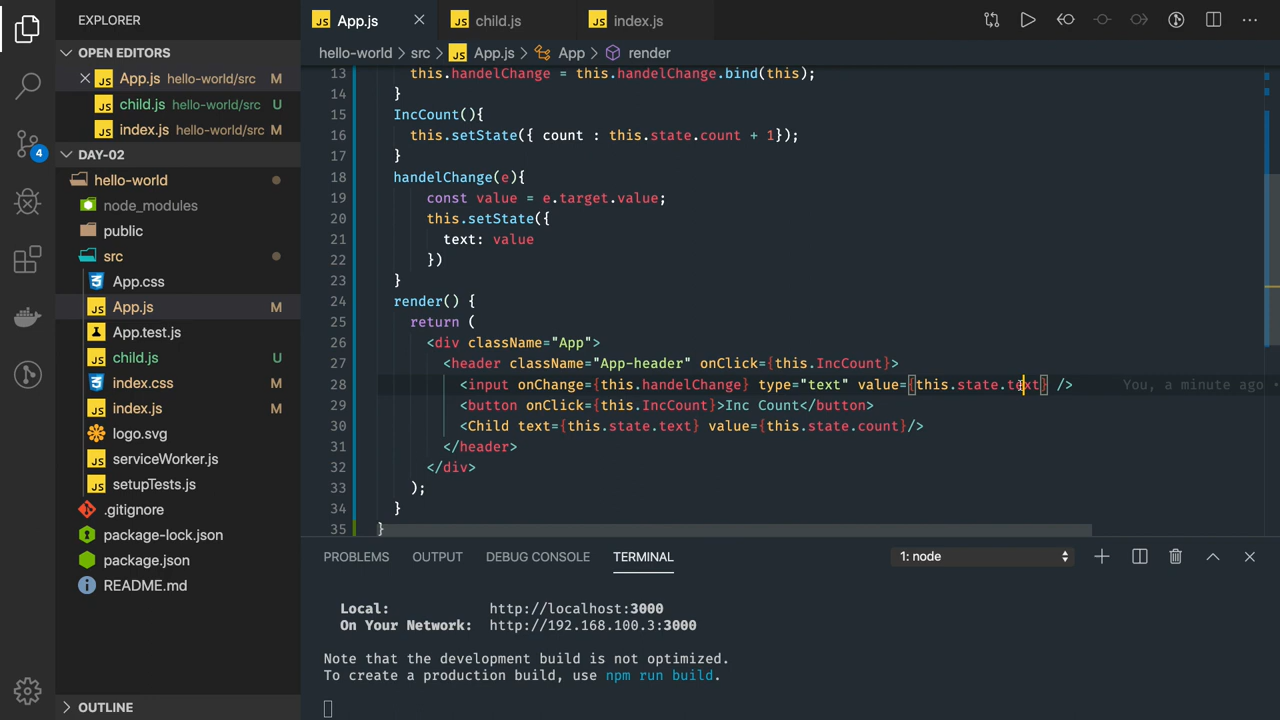 EXPLORER
OPEN EDITORS
App.js hello-world/src M
child.js hello-world/src U
index.js hello-world/src M
DAY-02
hello-world
node_modules
public
src
App.css
App.js M
App.test.js
child.js U
index.css M
index.js M
logo.svg
serviceWorker.js
setupTests.js
.gitignore
package-lock.json
package.json
README.md
OUTLINE
4
JS App.js
JS child.js
JS index.js
hello-world src JS App.js App render
13 this.handelChange = this.handelChange.bind(this);
14 }
15 IncCount(){
16 this.setState({ count : this.state.count + 1});
17 }
18 handelChange(e){
19 const value = e.target.value;
20 this.setState({
21 text: value
22 })
23 }
24 render() {
25 return (
26 <div className="App">
27 <header className="App-header" onClick={this.IncCount}>
28 <input onChange={this.handelChange} type="text" value={this.state.text} /> You, a minute ago
29 <button onClick={this.IncCount}>Inc Count</button>
30 <Child text={this.state.text} value={this.state.count}/>
31 </header>
32 </div>
33 );
34 }
35 }
PROBLEMS OUTPUT DEBUG CONSOLE TERMINAL 1: node
Local: http://localhost:3000
On Your Network: http://192.168.100.3:3000
Note that the development build is not optimized.
To create a production build, use npm run build.